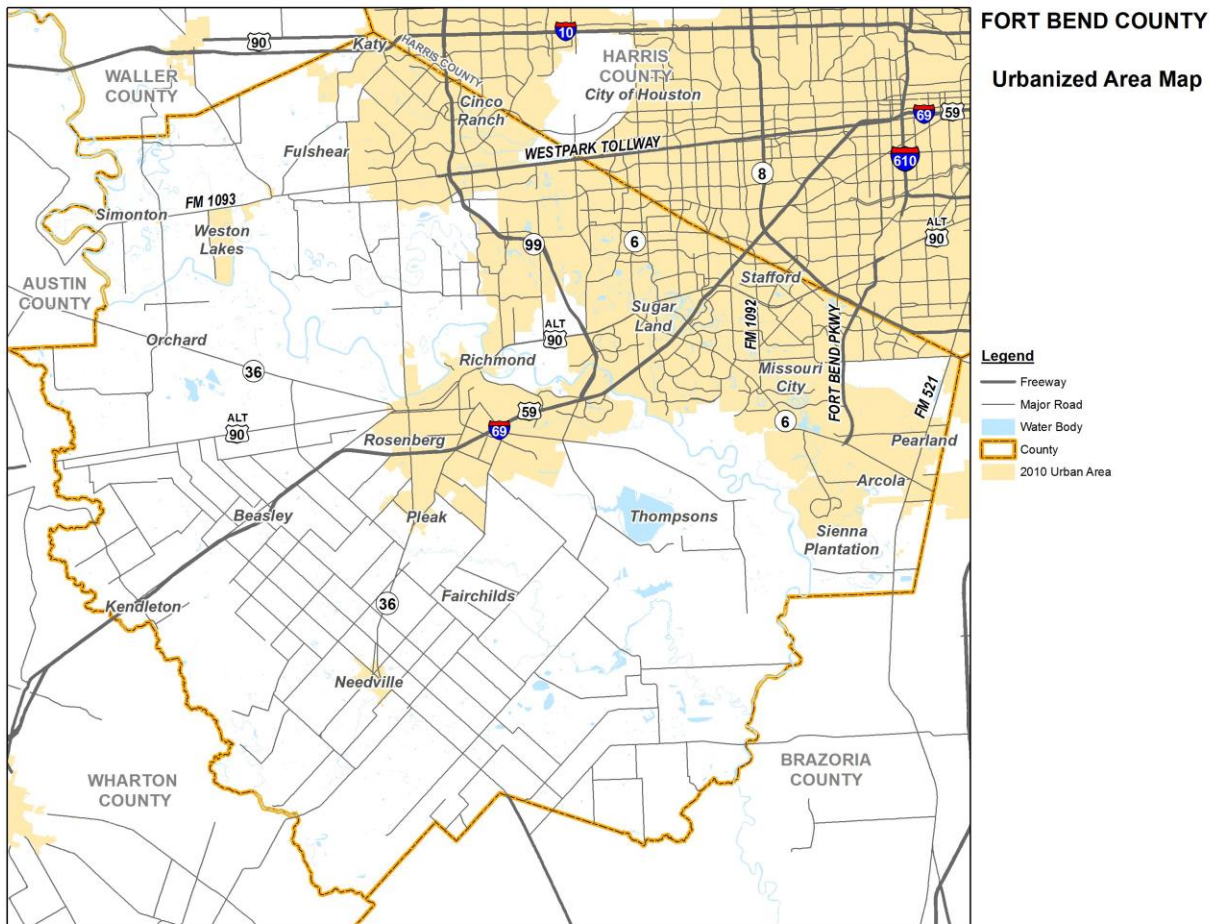 FORT BEND COUNTY
Urbanized Area Map
90
Katy
HARRIS COUNTY
10
HARRIS
COUNTY
City of Houston
WALLER
COUNTY
Cinco
Ranch
69
59
Fulshear
WESTPARK TOLLWAY
610
8
FM 1093
Simonton
Weston
Lakes
99
6
ALT
90
AUSTIN
COUNTY
Stafford
Sugar
Land
FM 1092
FORT BEND PKWY
Orchard
ALT
90
Richmond
36
Missouri
City
FM 521
ALT
90
59
69
6
Rosenberg
Pearland
Arcola
Beasley
Pleak
Thompsons
Sienna
Plantation
Kendleton
36
Fairchilds
Needville
WHARTON
COUNTY
BRAZORIA
COUNTY
Legend
Freeway
Major Road
Water Body
County
2010 Urban Area